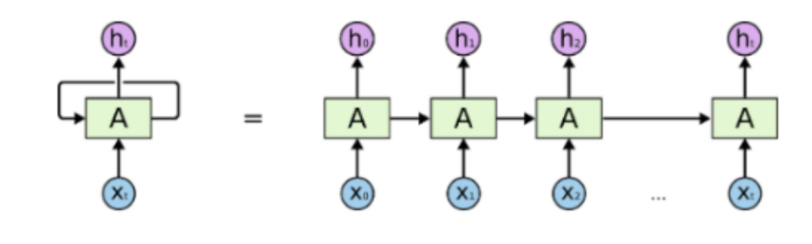 hₜ h₀ h₁ h₂ hₜ
A = A A A A
xₜ x₀ x₁ x₂ ... xₜ